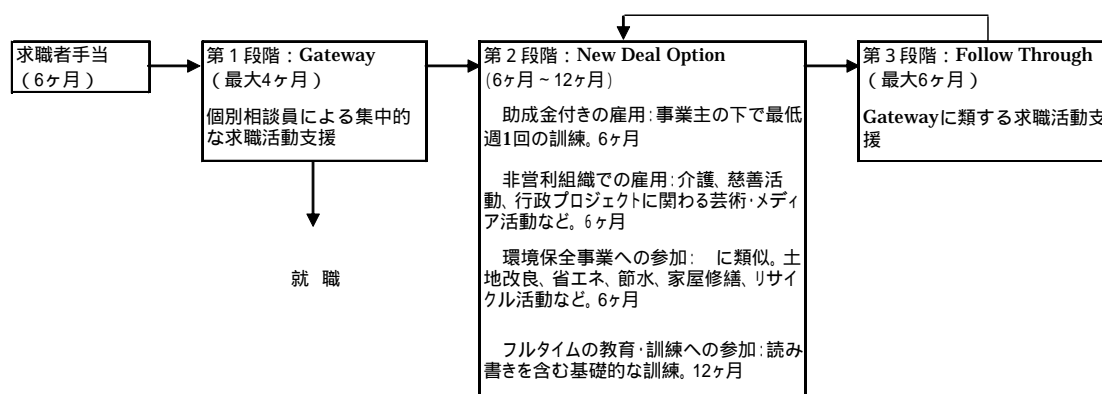 求職者手当
（6ヶ月）
第1段階：Gateway
（最大4ヶ月）
個別相談員による集中的
な求職活動支援
就 職
第2段階：New Deal Option
(6ヶ月～12ヶ月)
助成金付きの雇用：事業主の下で最低
週1回の訓練。6ヶ月
非営利組織での雇用：介護、慈善活
動、行政プロジェクトに関わる芸術・メディ
ア活動など。6ヶ月
環境保全事業への参加：　に類似。土
地改良、省エネ、節水、家屋修繕、リサイ
クル活動など。6ヶ月
フルタイムの教育・訓練への参加：読み
書きを含む基礎的な訓練。12ヶ月
第3段階：Follow Through
（最大6ヶ月）
Gatewayに類する求職活動支
援